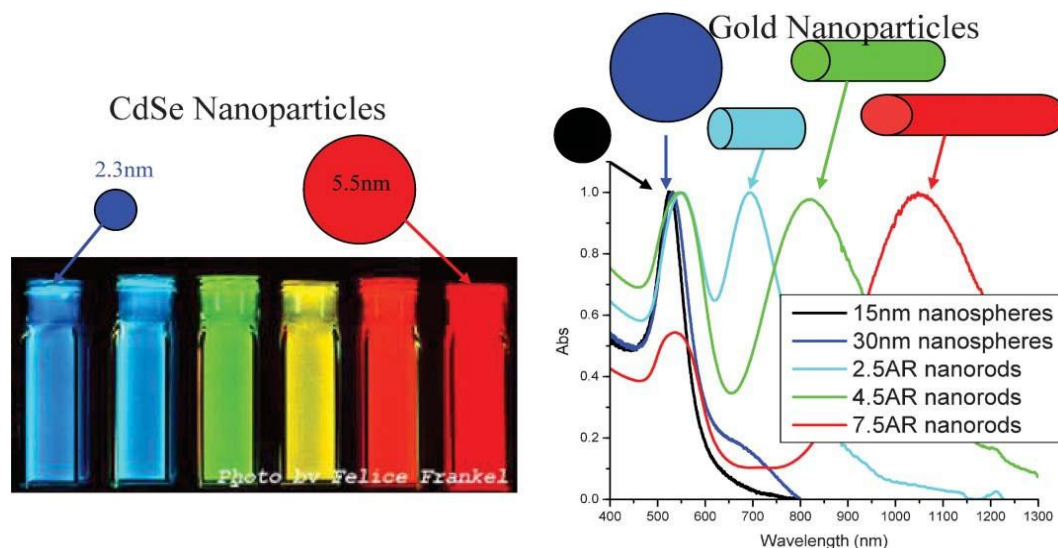 CdSe Nanoparticles
2.3nm
5.5nm
Photo by Felice Frankel
Gold Nanoparticles
Abs
1.0
0.8
0.6
0.4
0.2
0.0
15nm nanospheres
30nm nanospheres
2.5AR nanorods
4.5AR nanorods
7.5AR nanorods
400 500 600 700 800 900 1000 1100 1200 1300
Wavelength (nm)